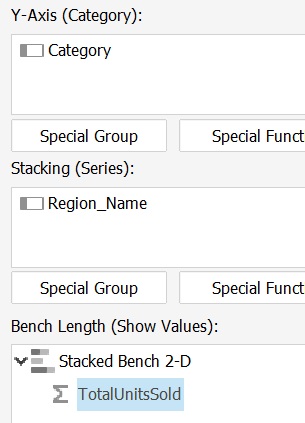 Y-Axis (Category):
Category
Special Group Special Funct
Stacking (Series):
Region_Name
Special Group Special Funct
Bench Length (Show Values):
Stacked Bench 2-D
Σ TotalUnitsSold